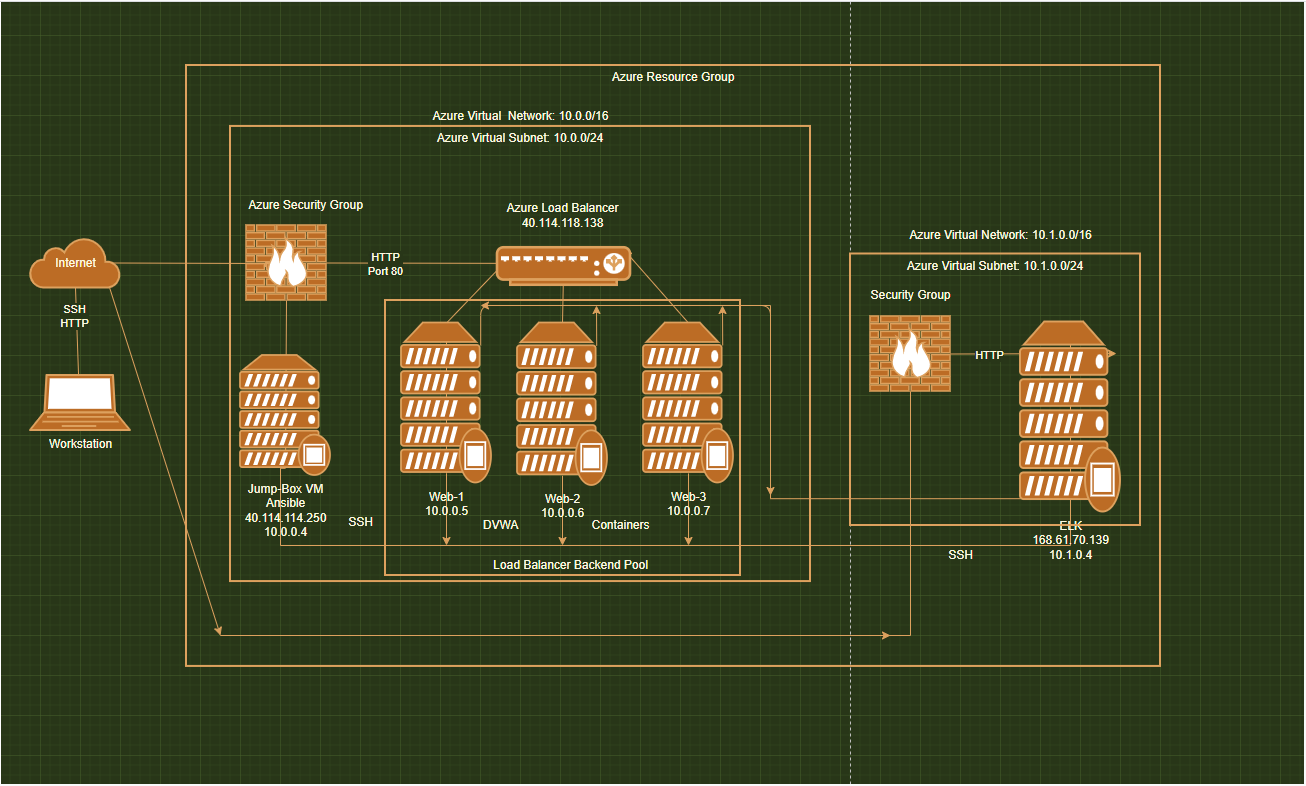 Azure Resource Group
Azure Virtual Network: 10.0.0/16
Azure Virtual Subnet: 10.0.0/24
Azure Security Group
Azure Load Balancer
40.114.118.138
HTTP
Port 80
Internet
SSH
HTTP
Workstation
Azure Virtual Network: 10.1.0.0/16
Azure Virtual Subnet: 10.1.0.0/24
Security Group
HTTP
Jump-Box VM
Ansible
40.114.114.250
10.0.0.4
SSH
Web-1
10.0.0.5
DVWA
Web-2
10.0.0.6
Containers
Web-3
10.0.0.7
Load Balancer Backend Pool
ELK
168.61.70.139
10.1.0.4
SSH